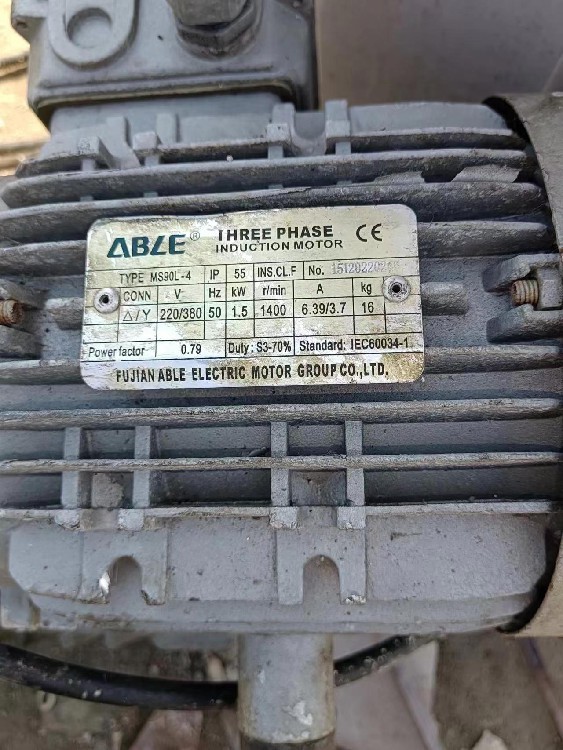 ABLE ® THREE PHASE CE
INDUCTION MOTOR
TYPE MS90L-4 IP 55 INS.CL.F No.
CONN V Hz kW r/min A kg
△/Y 220/380 50 1.5 1400 6.39/3.7 16
Power factor 0.79 Duty: S3-70% Standard: IEC60034-1
FUJIAN ABLE ELECTRIC MOTOR GROUP CO.,LTD.